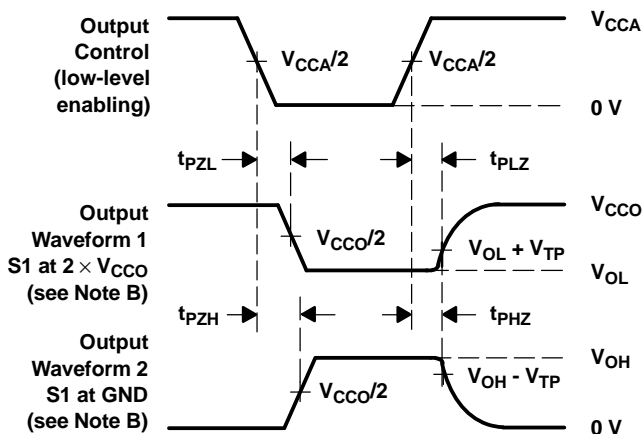 Output
Control
(low-level
enabling)
VCCA/2
VCCA/2
VCCA
0 V
tPZL
tPLZ
Output
Waveform 1
S1 at 2 × VCCO
(see Note B)
VCCO/2
VCCO
VOL + VTP
VOL
tPZH
tPHZ
Output
Waveform 2
S1 at GND
(see Note B)
VCCO/2
VOH
VOH - VTP
0 V